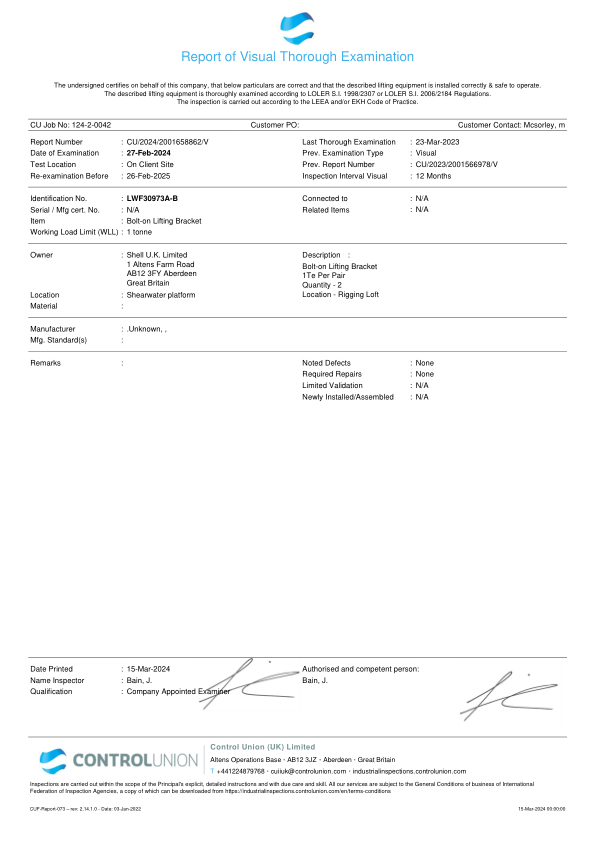 Report of Visual Thorough Examination
The undersigned certifies on behalf of this company, that below particulars are correct and that the described lifting equipment is installed correctly & safe to operate.
The described lifting equipment is thoroughly examined according to LOLER S.I. 1998/2307 or LOLER S.I. 2006/2184 Regulations.
The inspection is carried out according to the LEEA and/or EKH Code of Practice.
CU Job No: 124-2-0042 Customer PO: Customer Contact: Mcsorley, m
Report Number : CU/2024/2001658862/V Last Thorough Examination : 23-Mar-2023
Date of Examination : 27-Feb-2024 Prev. Examination Type : Visual
Test Location : On Client Site Prev. Report Number : CU/2023/2001566978/V
Re-examination Before : 26-Feb-2025 Inspection Interval Visual : 12 Months
Identification No. : LWF30973A-B Connected to : N/A
Serial / Mfg cert. No. : N/A Related Items : N/A
Item : Bolt-on Lifting Bracket
Working Load Limit (WLL) : 1 tonne
Owner : Shell U.K. Limited Description :
1 Altens Farm Road Bolt-on Lifting Bracket
AB12 3FY Aberdeen 1Te Per Pair
Great Britain Quantity - 2
Location : Shearwater platform Location - Rigging Loft
Material :
Manufacturer : .Unknown, ,
Mfg. Standard(s) :
Remarks : Noted Defects : None
Required Repairs : None
Limited Validation : N/A
Newly Installed/Assembled : N/A
Date Printed : 15-Mar-2024 Authorised and competent person:
Name Inspector : Bain, J. Bain, J.
Qualification : Company Appointed Examiner
CONTROLUNION
Control Union (UK) Limited
Altens Operations Base · AB12 3JZ · Aberdeen · Great Britain
T +441224879768 · cuiiuk@controlunion.com · industrialinspections.controlunion.com
Inspections are carried out within the scope of the Principal's explicit, detailed instructions and with due care and skill. All our services are subject to the General Conditions of business of International
Federation of Inspection Agencies, a copy of which can be downloaded from https://industrialinspections.controlunion.com/en/terms-conditions
CUF-Report-073 – rev: 2.14.1.0 - Date: 03-Jun-2022 15-Mar-2024 00:00:00